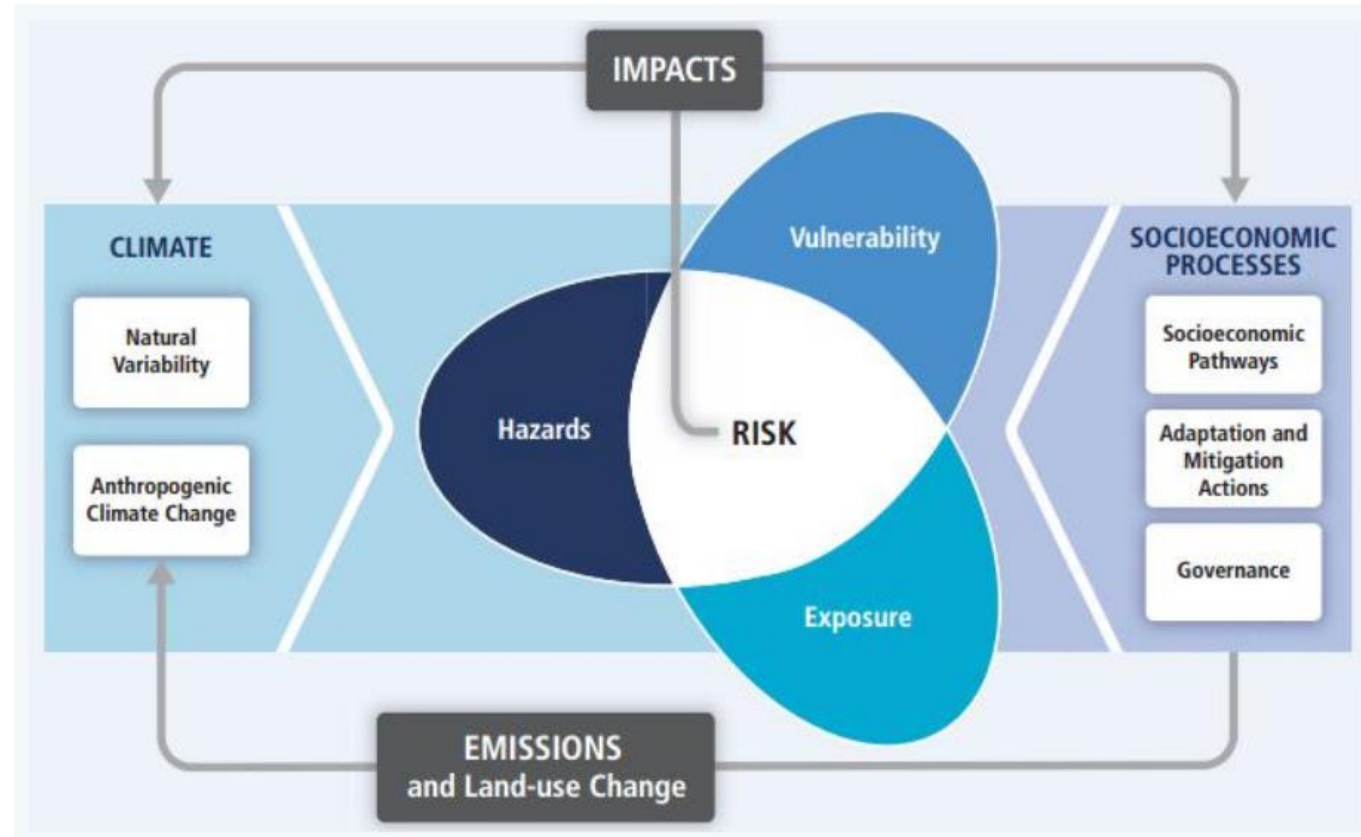 IMPACTS
CLIMATE
Natural
Variability
Anthropogenic
Climate Change
Vulnerability
Hazards
RISK
Exposure
SOCIOECONOMIC
PROCESSES
Socioeconomic
Pathways
Adaptation and
Mitigation
Actions
Governance
EMISSIONS
and Land-use Change